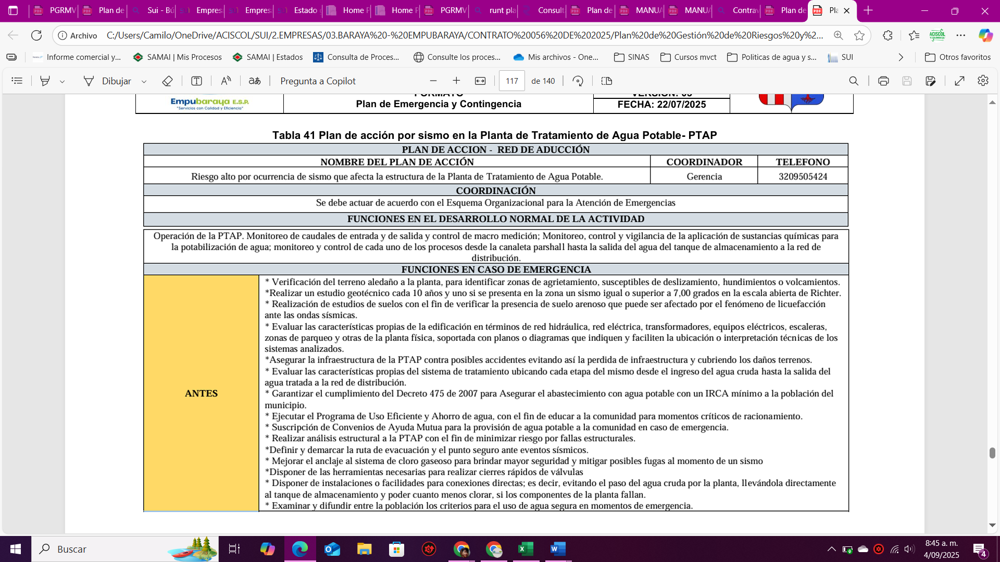 PGRMV
Plan de
Sui - Bú
Empres
Empres
Estado
Home P
Home P
PGRMV
runt pla
Consult
Plan de
MANUA
MANUA
Contrav
Plan de
Pla
Archivo
C:/Users/Camilo/OneDrive/ACISCOL/SUI/2.EMPRESAS/03.BARAYA%20-%20EMPUBARAYA/CONTRATO%20056%20DE%202025/Plan%20de%20Gestión%20de%20Riesgos%20y%2...
Informe comercial y...
SAMAI | Mis Procesos
SAMAI | Estados
Consulta de Proces...
Consulte los proces...
Mis archivos - One...
SINAS
Cursos mvct
Politicas de agua y s...
SUI
Otros favoritos
Dibujar
Pregunta a Copilot
117 de 140
Empubaraya E.S.P.
"Servicios con Calidad y Eficiencia"
FORMATO
Plan de Emergencia y Contingencia
FECHA: 22/07/2025
Tabla 41 Plan de acción por sismo en la Planta de Tratamiento de Agua Potable- PTAP
PLAN DE ACCION - RED DE ADUCCIÓN
NOMBRE DEL PLAN DE ACCIÓN COORDINADOR TELEFONO
Riesgo alto por ocurrencia de sismo que afecta la estructura de la Planta de Tratamiento de Agua Potable. Gerencia 3209505424
COORDINACIÓN
Se debe actuar de acuerdo con el Esquema Organizacional para la Atención de Emergencias
FUNCIONES EN EL DESARROLLO NORMAL DE LA ACTIVIDAD
Operación de la PTAP. Monitoreo de caudales de entrada y de salida y control de macro medición; Monitoreo, control y vigilancia de la aplicación de sustancias químicas para
la potabilización de agua; monitoreo y control de cada uno de los procesos desde la canaleta parshall hasta la salida del agua del tanque de almacenamiento a la red de
distribución.
FUNCIONES EN CASO DE EMERGENCIA
ANTES
* Verificación del terreno aledaño a la planta, para identificar zonas de agrietamiento, susceptibles de deslizamiento, hundimientos o volcamientos.
*Realizar un estudio geotécnico cada 10 años y uno si se presenta en la zona un sismo igual o superior a 7,00 grados en la escala abierta de Richter.
* Realización de estudios de suelos con el fin de verificar la presencia de suelo arenoso que puede ser afectado por el fenómeno de licuefacción
ante las ondas sísmicas.
* Evaluar las características propias de la edificación en términos de red hidráulica, red eléctrica, transformadores, equipos eléctricos, escaleras,
zonas de parqueo y otras de la planta física, soportada con planos o diagramas que indiquen y faciliten la ubicación o interpretación técnicas de los
sistemas analizados.
*Asegurar la infraestructura de la PTAP contra posibles accidentes evitando así la perdida de infraestructura y cubriendo los daños terrenos.
* Evaluar las características propias del sistema de tratamiento ubicando cada etapa del mismo desde el ingreso del agua cruda hasta la salida del
agua tratada a la red de distribución.
* Garantizar el cumplimiento del Decreto 475 de 2007 para Asegurar el abastecimiento con agua potable con un IRCA mínimo a la población del
municipio.
* Ejecutar el Programa de Uso Eficiente y Ahorro de agua, con el fin de educar a la comunidad para momentos críticos de racionamiento.
* Suscripción de Convenios de Ayuda Mutua para la provisión de agua potable a la comunidad en caso de emergencia.
* Realizar análisis estructural a la PTAP con el fin de minimizar riesgo por fallas estructurales.
*Definir y demarcar la ruta de evacuación y el punto seguro ante eventos sísmicos.
* Mejorar el anclaje al sistema de cloro gaseoso para brindar mayor seguridad y mitigar posibles fugas al momento de un sismo
*Disponer de las herramientas necesarias para realizar cierres rápidos de válvulas
* Disponer de instalaciones o facilidades para conexiones directas; es decir, evitando el paso del agua cruda por la planta, llevándola directamente
al tanque de almacenamiento y poder cuanto menos clorar, si los componentes de la planta fallan.
* Examinar y difundir entre la población los criterios para el uso de agua segura en momentos de emergencia.
Buscar
8:45 a. m.
4/09/2025
4